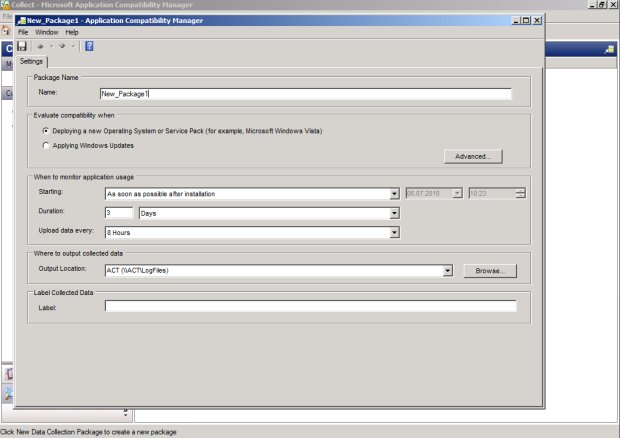 Collect - Microsoft Application Compatibility Manager
New_Package1 - Application Compatibility Manager
File Window Help
Settings
Package Name
Name: New_Package1
Evaluate compatibility when
Deploying a new Operating System or Service Pack (for example, Microsoft Windows Vista)
Applying Windows Updates
Advanced...
When to monitor application usage
Starting: As soon as possible after installation 06.07.2010 10:23
Duration: 3 Days
Upload data every: 8 Hours
Where to output collected data
Output Location: ACT (\\ACT\LogFiles) Browse...
Label Collected Data
Label:
Click New Data Collection Package to create a new package